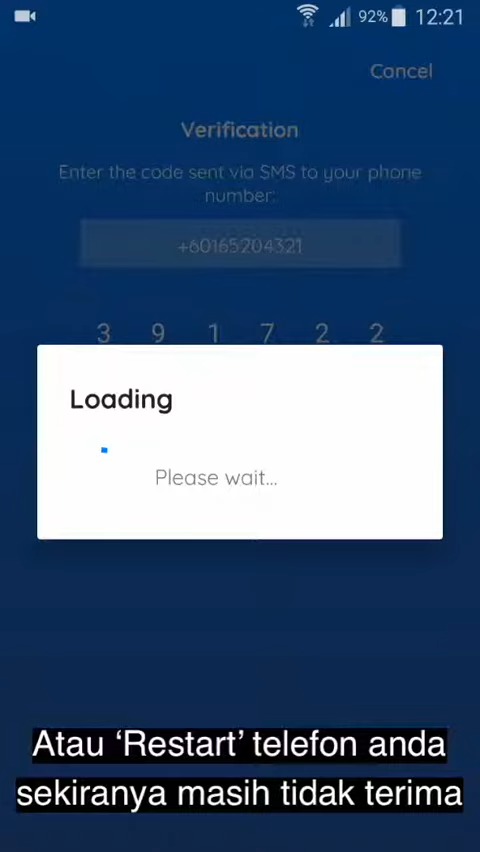 92% 12:21
Cancel
Verification
Enter the code sent via SMS to your phone
number:
+60165204321
3 9 1 7 2 2
Loading
Please wait...
Atau ‘Restart’ telefon anda
sekiranya masih tidak terima